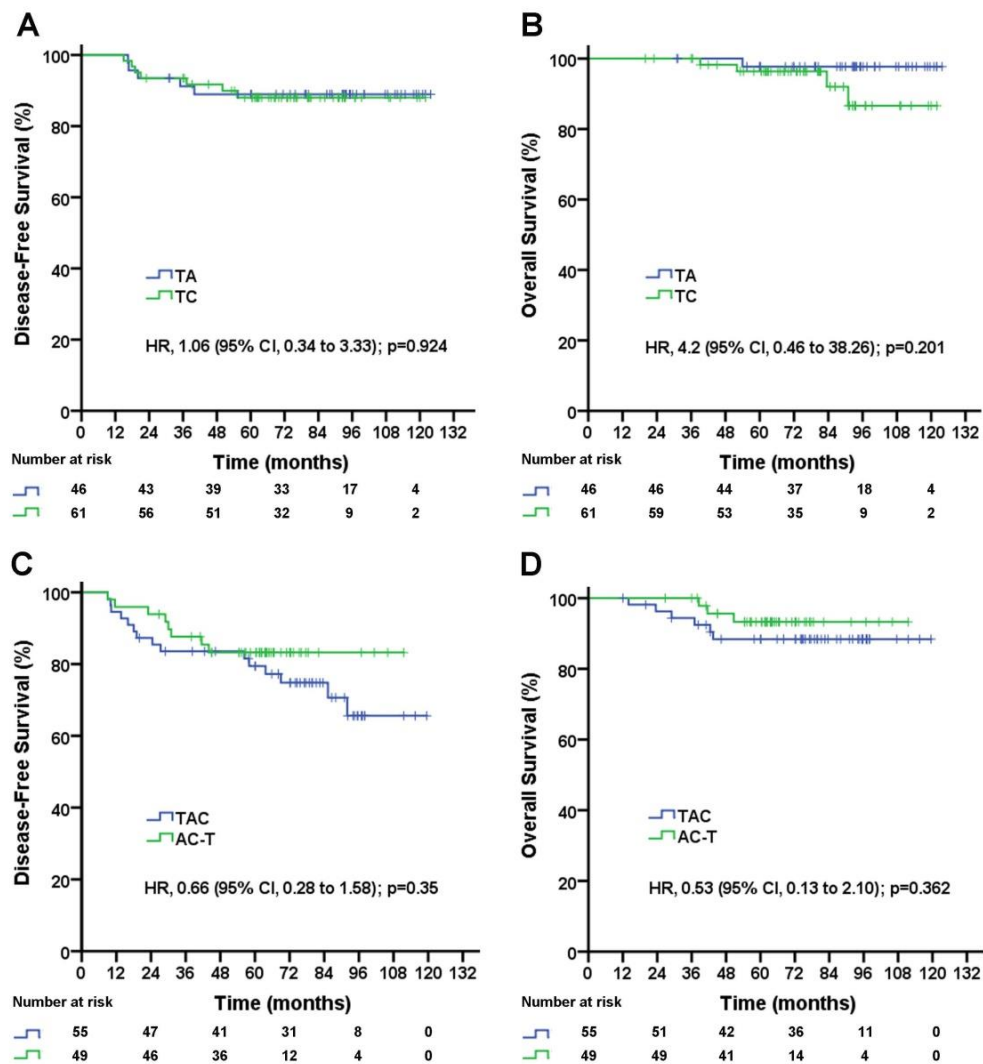 A
Disease-Free Survival (%)
100
80
60
40
20
0
TA
TC
HR, 1.06 (95% CI, 0.34 to 3.33); p=0.924
0 12 24 36 48 60 72 84 96 108 120 132
Number at risk
Time (months)
46 43 39 33 17 4
61 56 51 32 9 2
B
Overall Survival (%)
100
80
60
40
20
0
TA
TC
HR, 4.2 (95% CI, 0.46 to 38.26); p=0.201
0 12 24 36 48 60 72 84 96 108 120 132
Number at risk
Time (months)
46 46 44 37 18 4
61 59 53 35 9 2
C
Disease-Free Survival (%)
100
80
60
40
20
0
TAC
AC-T
HR, 0.66 (95% CI, 0.28 to 1.58); p=0.35
0 12 24 36 48 60 72 84 96 108 120 132
Number at risk
Time (months)
55 47 41 31 8 0
49 46 36 12 4 0
D
Overall Survival (%)
100
80
60
40
20
0
TAC
AC-T
HR, 0.53 (95% CI, 0.13 to 2.10); p=0.362
0 12 24 36 48 60 72 84 96 108 120 132
Number at risk
Time (months)
55 51 42 36 11 0
49 49 41 14 4 0